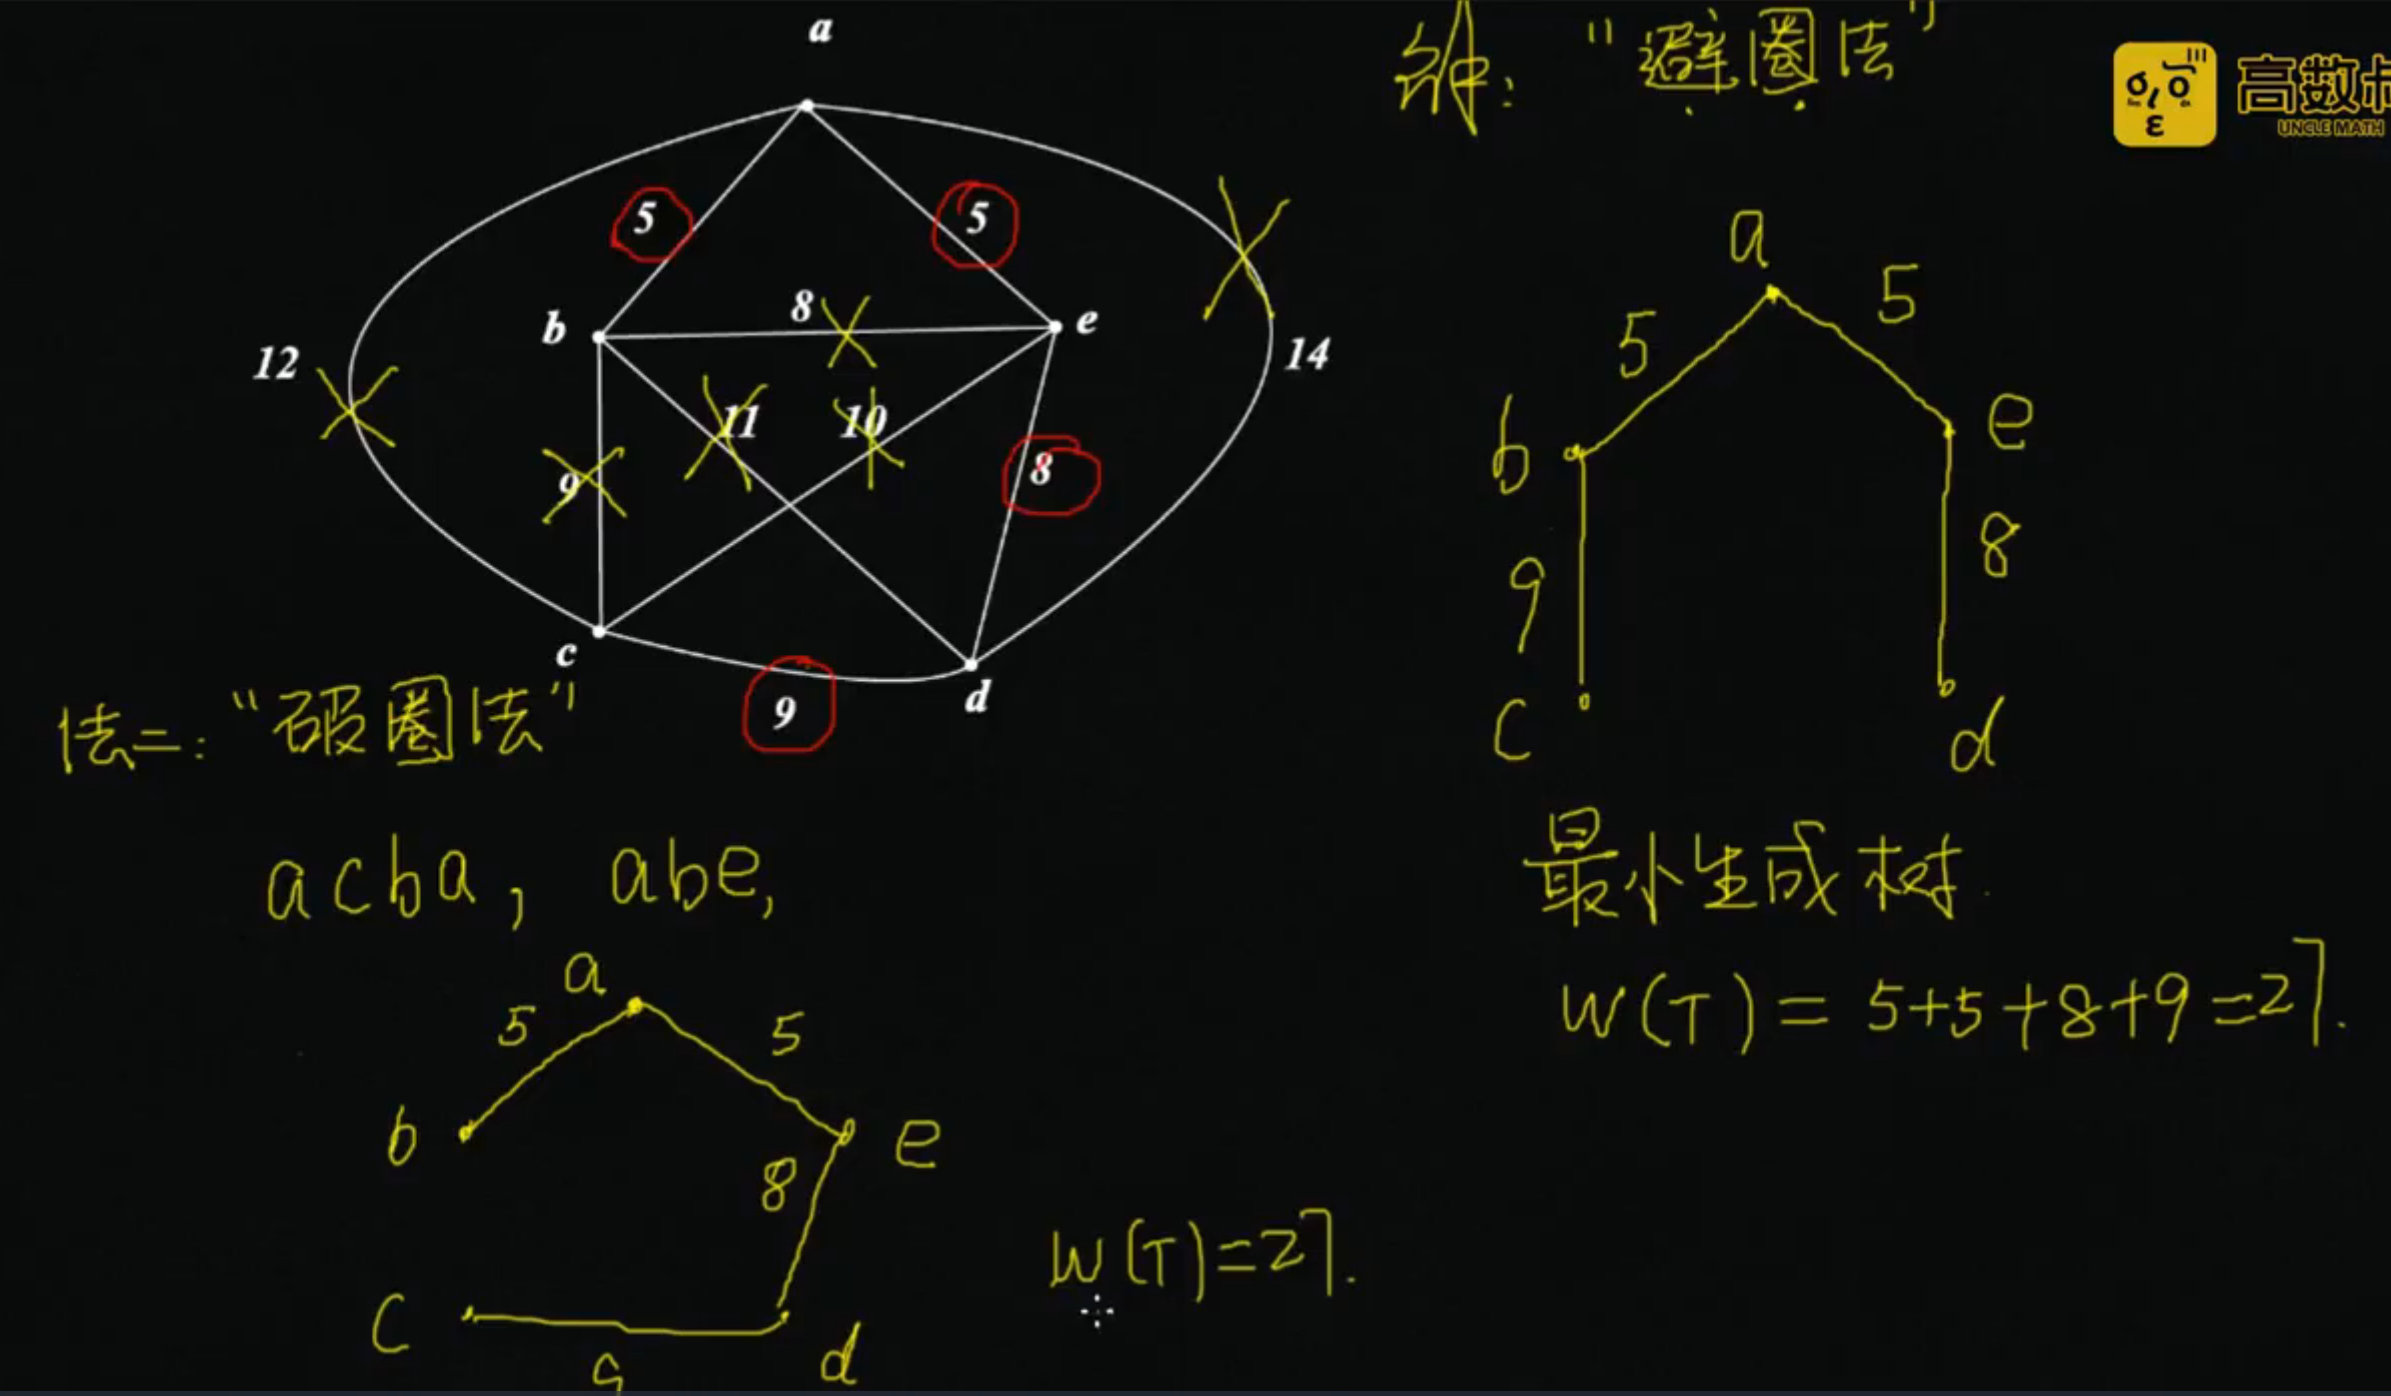 a
解: "避圈法"
高数叔
UNCLE MATH
5 5
8
b e
12 14
11 10
9 8
c
d
9
a
5 5
b e
9 8
c d
法二: "破圈法"
acba, abe,
最小生成树.
W(T) = 5+5+8+9=27.
a
5 5
b e
8
W(T)=27.
c d
9